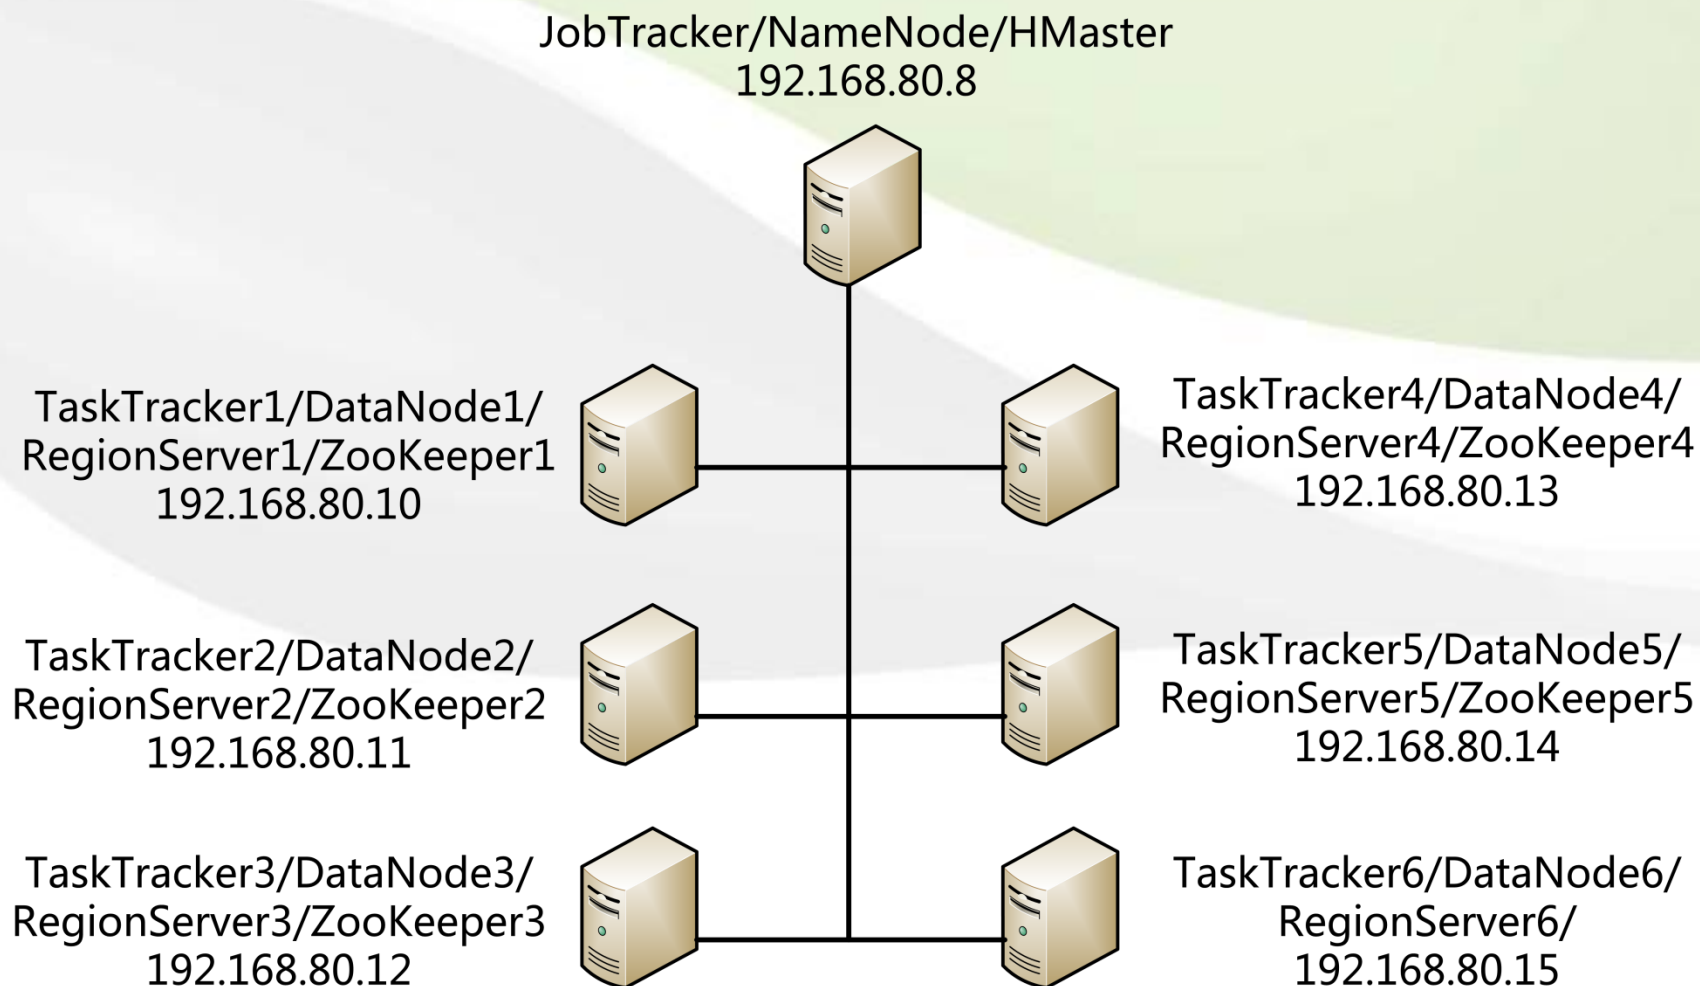 JobTracker/NameNode/HMaster
192.168.80.8
TaskTracker1/DataNode1/
RegionServer1/ZooKeeper1
192.168.80.10
TaskTracker4/DataNode4/
RegionServer4/ZooKeeper4
192.168.80.13
TaskTracker2/DataNode2/
RegionServer2/ZooKeeper2
192.168.80.11
TaskTracker5/DataNode5/
RegionServer5/ZooKeeper5
192.168.80.14
TaskTracker3/DataNode3/
RegionServer3/ZooKeeper3
192.168.80.12
TaskTracker6/DataNode6/
RegionServer6/
192.168.80.15